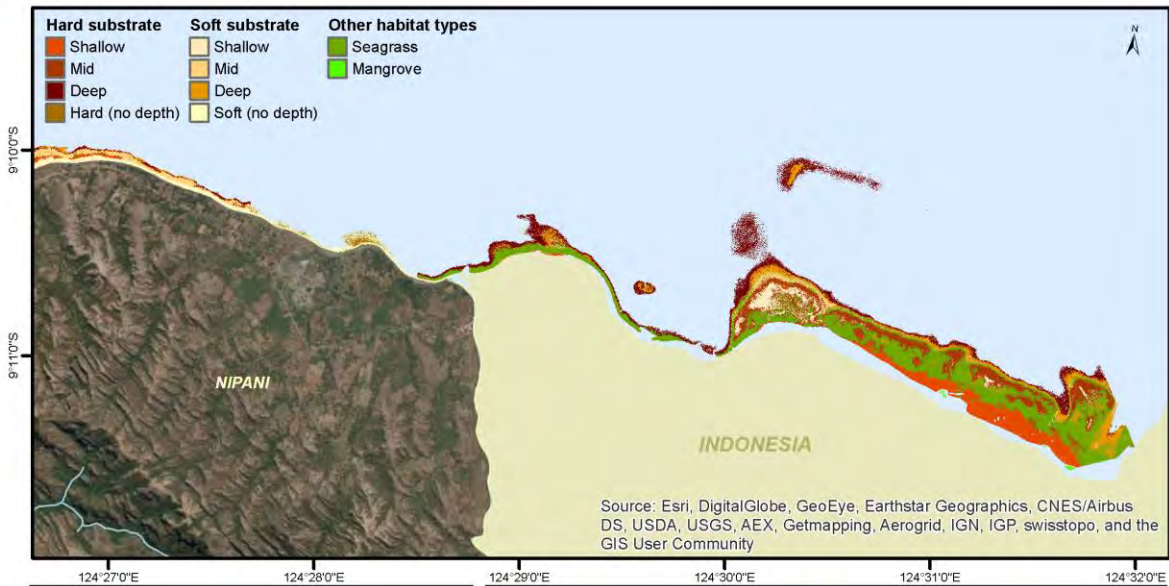 Hard substrate
Shallow
Mid
Deep
Hard (no depth)
Soft substrate
Shallow
Mid
Deep
Soft (no depth)
Other habitat types
Seagrass
Mangrove
N
9°10'0"S
9°11'0"S
NIPANI
INDONESIA
Source: Esri, DigitalGlobe, GeoEye, Earthstar Geographics, CNES/Airbus
DS, USDA, USGS, AEX, Getmapping, Aerogrid, IGN, IGP, swisstopo, and the
GIS User Community
124°27'0"E
124°28'0"E
124°29'0"E
124°30'0"E
124°31'0"E
124°32'0"E